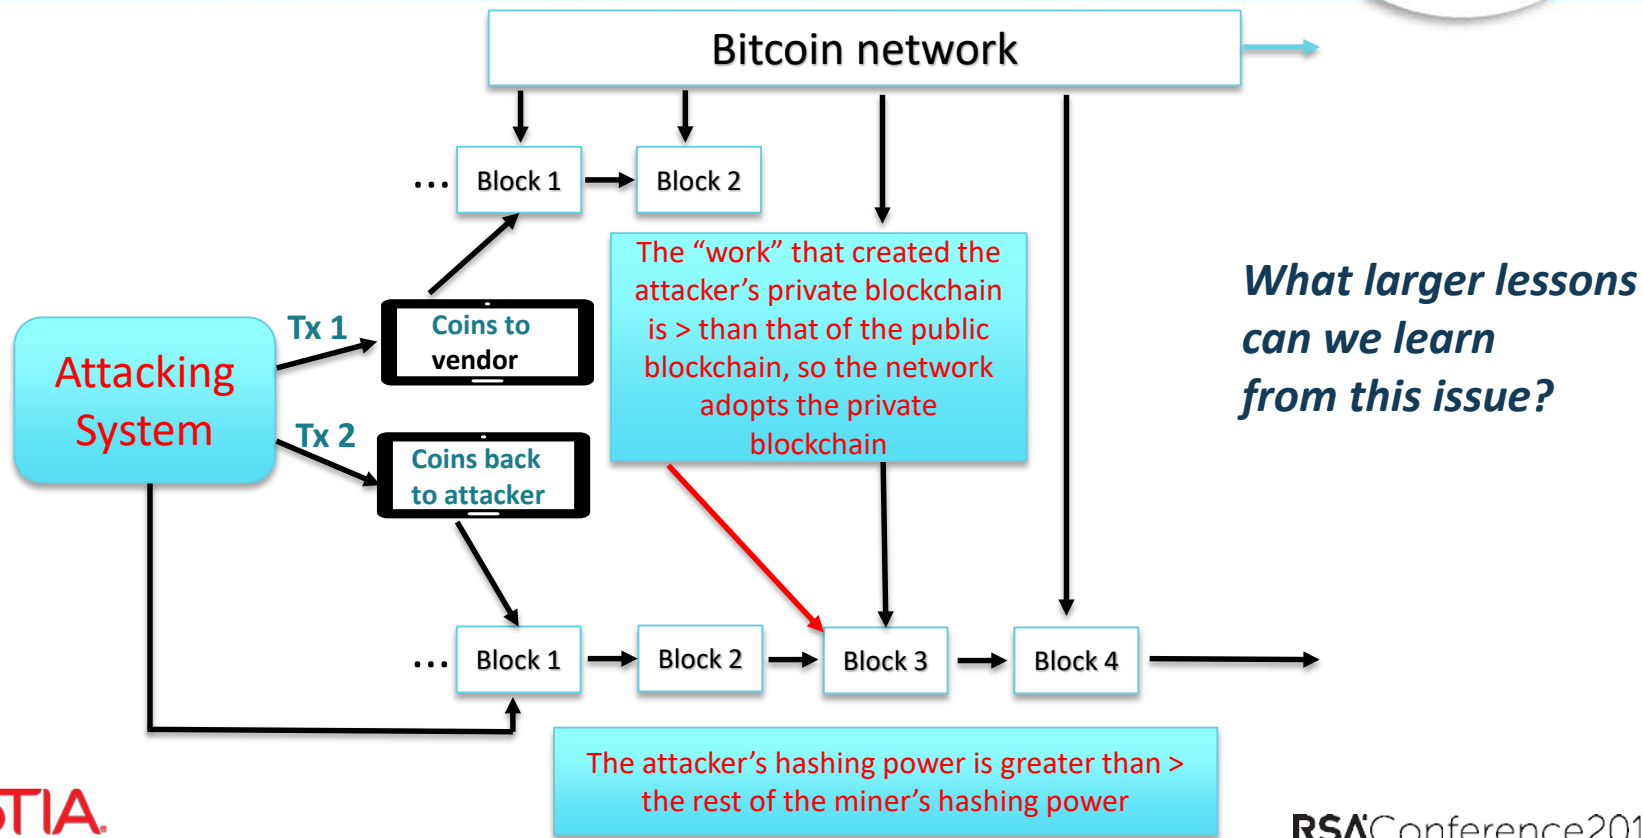 Bitcoin network
... Block 1
Block 2
Tx 1
Coins to
vendor
The “work” that created the
attacker’s private blockchain
is > than that of the public
blockchain, so the network
adopts the private
blockchain
What larger lessons
can we learn
from this issue?
Attacking
System
Tx 2
Coins back
to attacker
... Block 1
Block 2
Block 3
Block 4
The attacker’s hashing power is greater than >
the rest of the miner’s hashing power